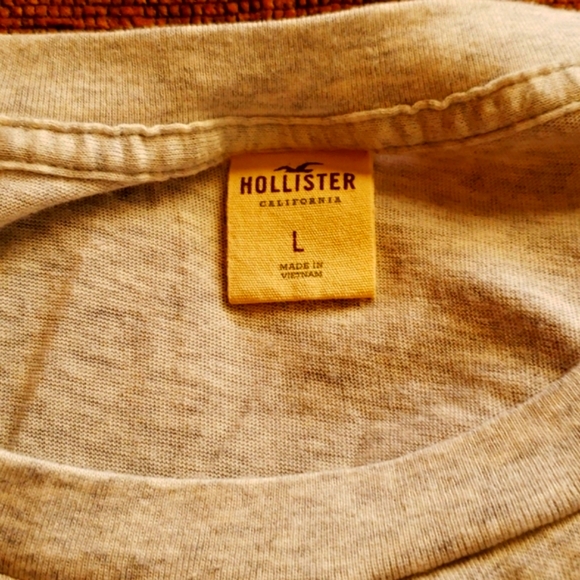 HOLLISTER
CALIFORNIA
L
MADE IN
VIETNAM